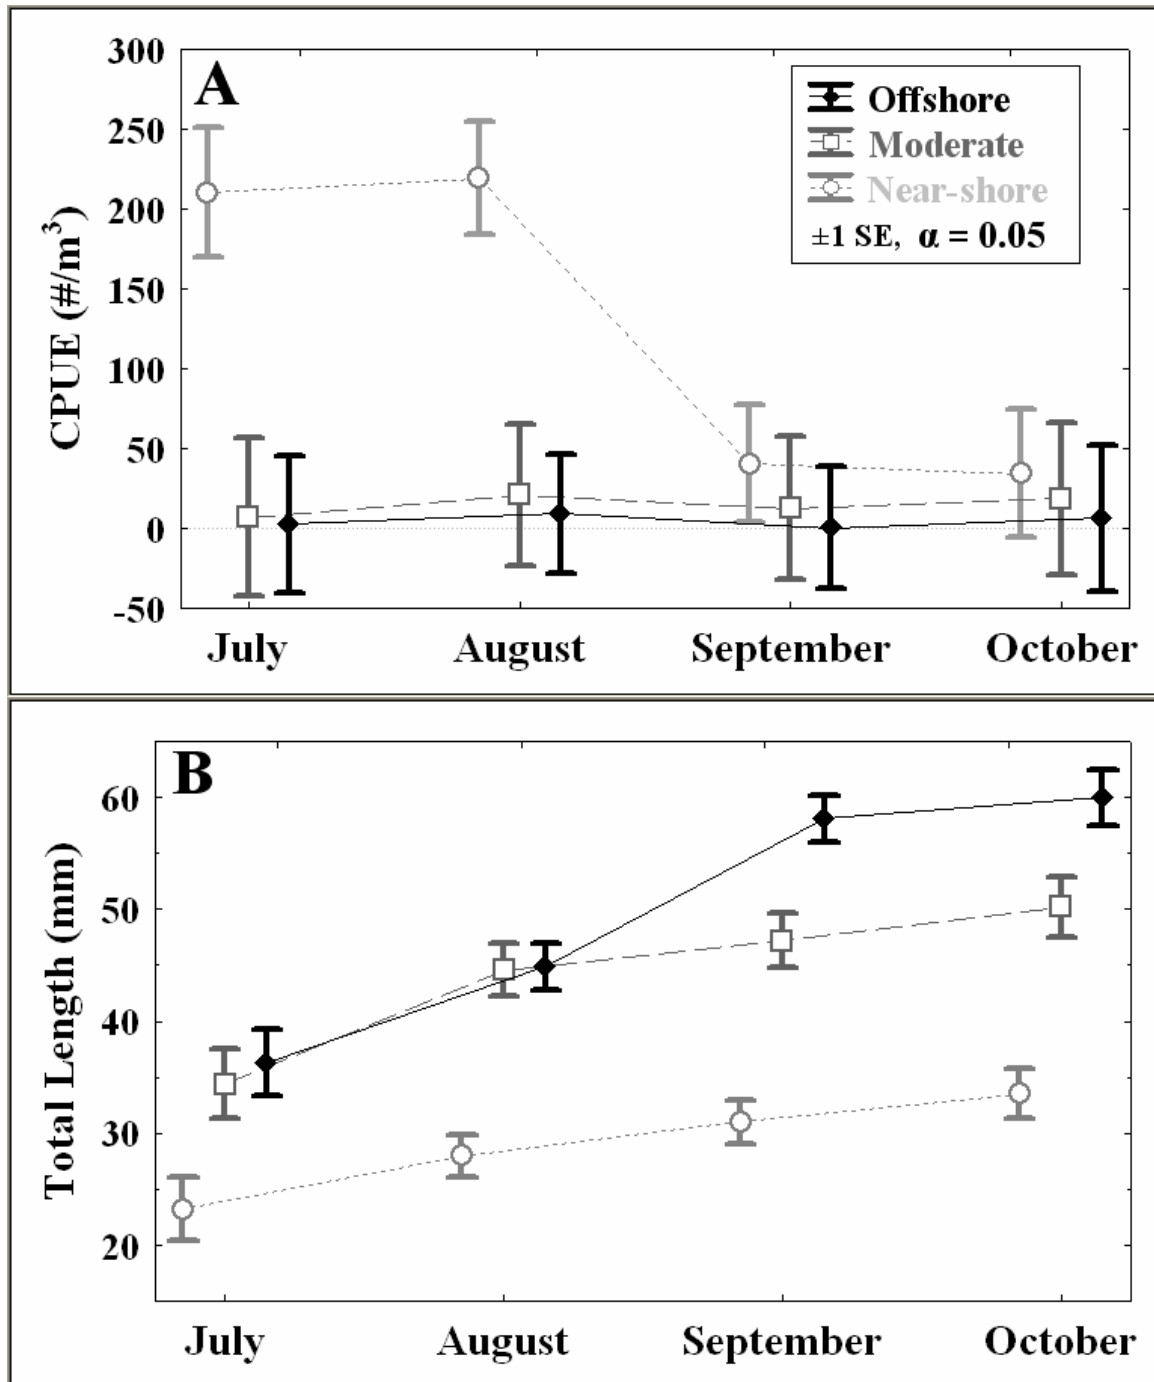 A
300
250
200
150
100
50
0
-50
CPUE (#/m³)
Offshore
Moderate
Near-shore
±1 SE, α = 0.05
July August September October
B
60
50
40
30
20
Total Length (mm)
July August September October